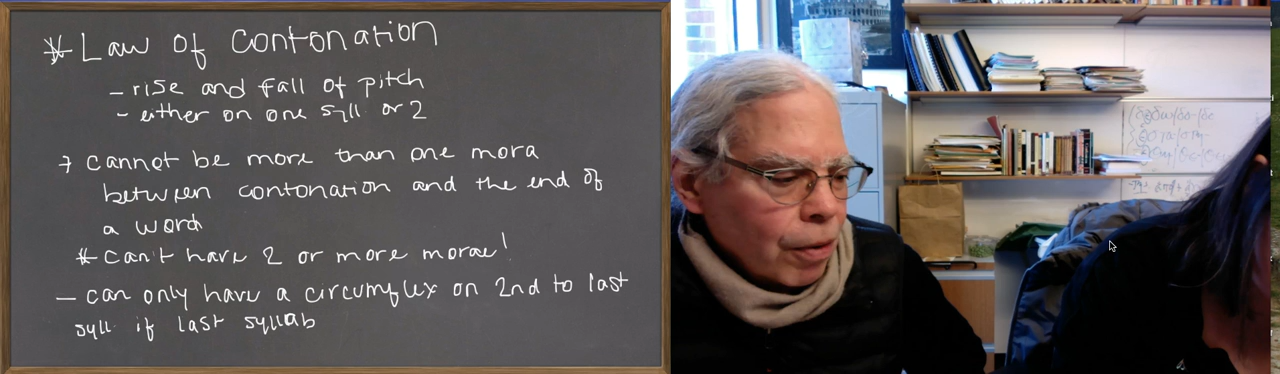 * Law of Contonation
- rise and fall of pitch
- either on one syll or 2
→ cannot be more than one mora
between contonation and the end of
a word
* can't have 2 or more morae!
- can only have a circumflex on 2nd to last
syll if last syllab